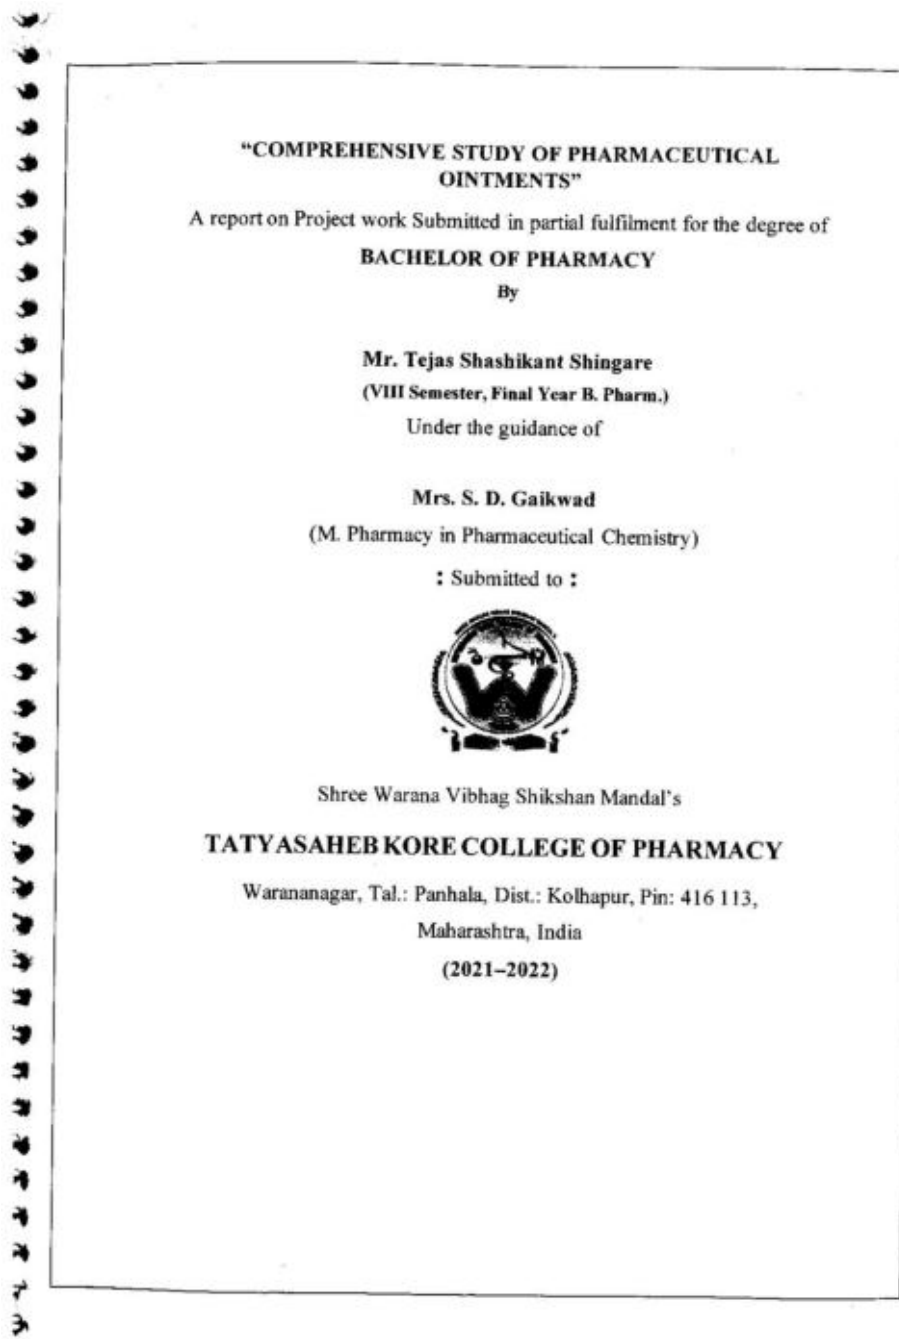 “COMPREHENSIVE STUDY OF PHARMACEUTICAL
OINTMENTS”
A report on Project work Submitted in partial fulfilment for the degree of
BACHELOR OF PHARMACY
By
Mr. Tejas Shashikant Shingare
(VIII Semester, Final Year B. Pharm.)
Under the guidance of
Mrs. S. D. Gaikwad
(M. Pharmacy in Pharmaceutical Chemistry)
: Submitted to :
Shree Warana Vibhag Shikshan Mandal's
TATYASAHEB KORE COLLEGE OF PHARMACY
Warananagar, Tal.: Panhala, Dist.: Kolhapur, Pin: 416 113,
Maharashtra, India
(2021–2022)